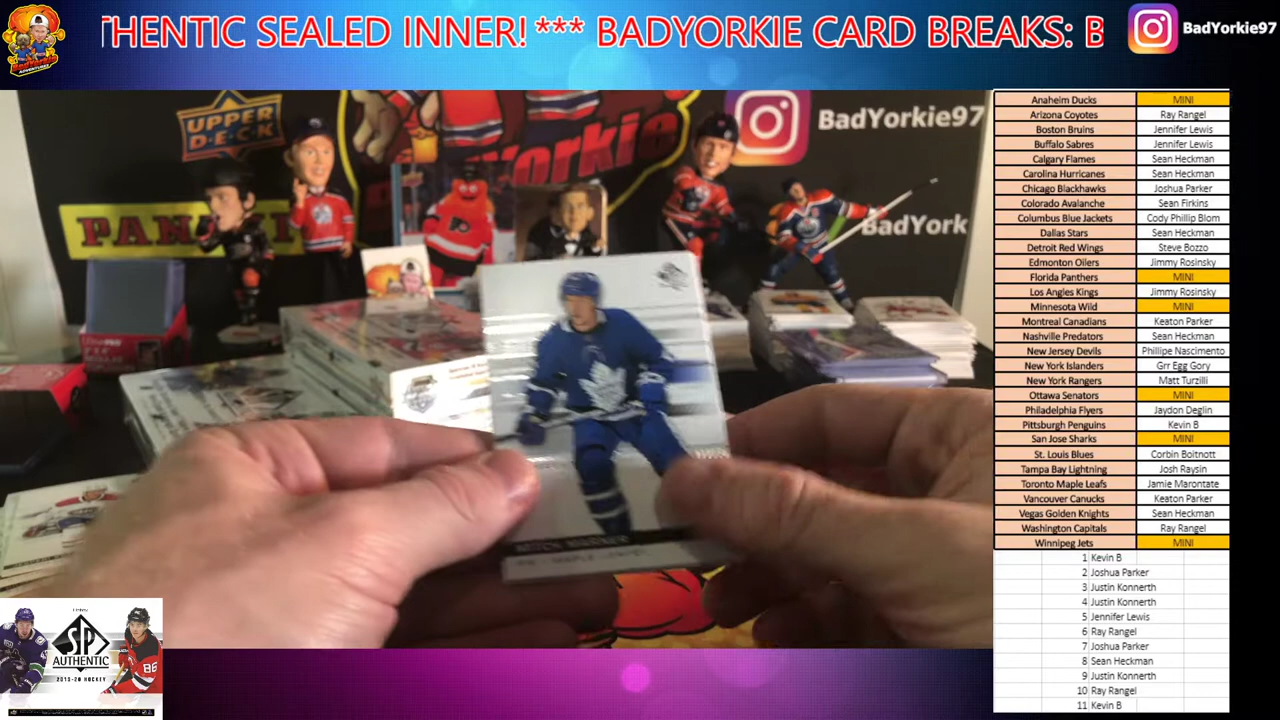 THENTIC SEALED INNER! *** BADYORKIE CARD BREAKS: B
BadYorkie97
UPPER
DECK
BadYorkie97
PANINI
BadYork
Anaheim Ducks MINI
Arizona Coyotes Ray Rangel
Boston Bruins Jennifer Lewis
Buffalo Sabres Jennifer Lewis
Calgary Flames Sean Heckman
Carolina Hurricanes Sean Heckman
Chicago Blackhawks Joshua Parker
Colorado Avalanche Sean Firkins
Columbus Blue Jackets Cody Phillip Blom
Dallas Stars Sean Heckman
Detroit Red Wings Steve Bozzo
Edmonton Oilers Jimmy Rosinsky
Florida Panthers MINI
Los Angles Kings Jimmy Rosinsky
Minnesota Wild MINI
Montreal Canadians Keaton Parker
Nashville Predators Sean Heckman
New Jersey Devils Phillipe Nascimento
New York Islanders Grr Egg Gory
New York Rangers Matt Turzilli
Ottawa Senators MINI
Philadelphia Flyers Jaydon Deglin
Pittsburgh Penguins Kevin B
San Jose Sharks MINI
St. Louis Blues Corbin Boitnott
Tampa Bay Lightning Josh Raysin
Toronto Maple Leafs Jamie Marontate
Vancouver Canucks Keaton Parker
Vegas Golden Knights Sean Heckman
Washington Capitals Ray Rangel
Winnipeg Jets MINI
1 Kevin B
2 Joshua Parker
3 Justin Konnerth
4 Justin Konnerth
5 Jennifer Lewis
6 Ray Rangel
7 Joshua Parker
8 Sean Heckman
9 Justin Konnerth
10 Ray Rangel
11 Kevin B
SP
AUTHENTIC
2019-20 HOCKEY